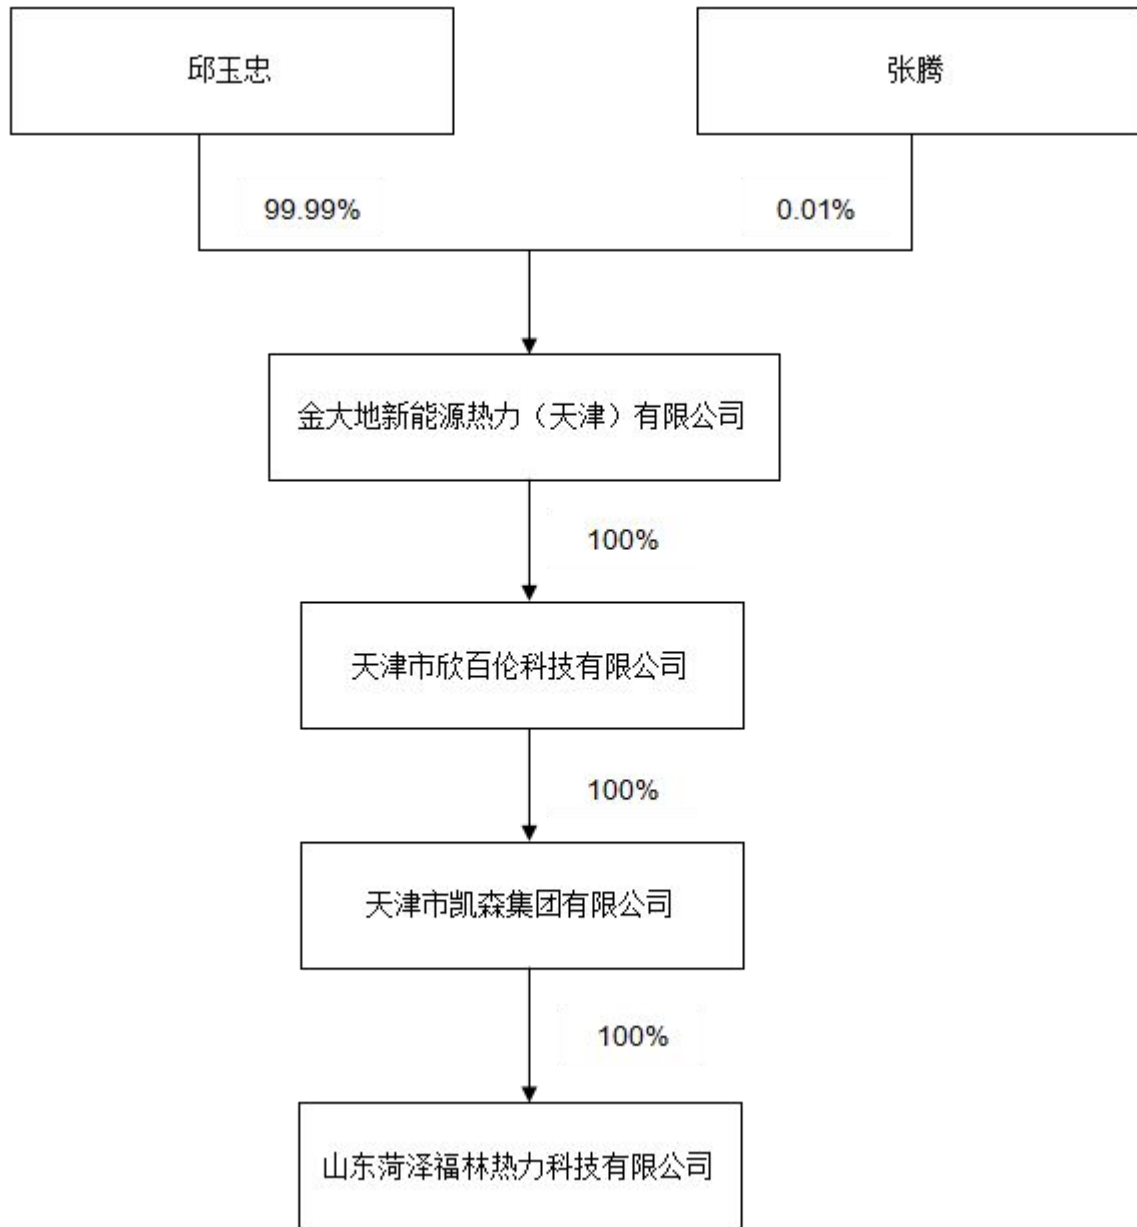 邱玉忠
张腾
99.99%
0.01%
金大地新能源热力（天津）有限公司
100%
天津市欣百伦科技有限公司
100%
天津市凯森集团有限公司
100%
山东菏泽福林热力科技有限公司